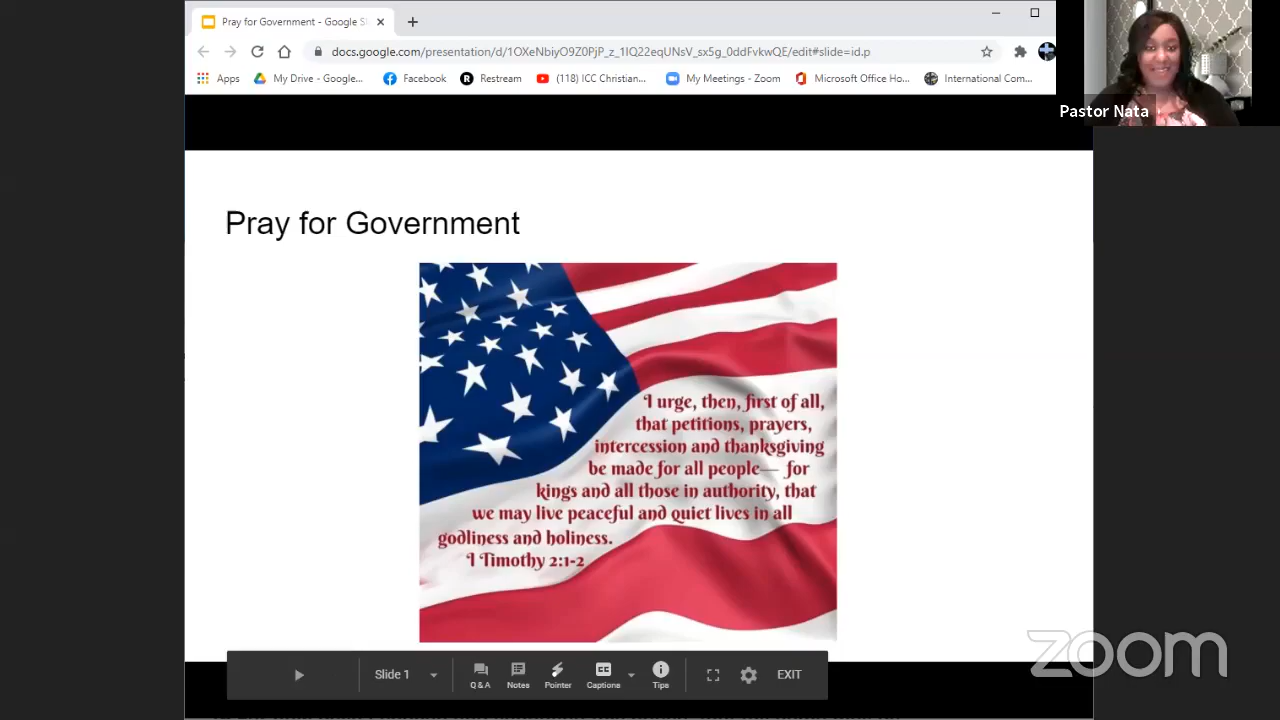 Pray for Government - Google Sl
docs.google.com/presentation/d/1OXeNbiyO9Z0PjP_z_1IQ22eqUNsV_sx5g_0ddFvkwQE/edit#slide=id.p
Apps My Drive - Google... Facebook Restream (118) ICC Christian... My Meetings - Zoom Microsoft Office Ho... International Com...
Pastor Nata
Pray for Government
I urge, then, first of all,
that petitions, prayers,
intercession and thanksgiving
be made for all people— for
kings and all those in authority, that
we may live peaceful and quiet lives in all
godliness and holiness.
I Timothy 2:1-2
zoom
Slide 1 Q & A Notes Pointer CC Captions Tips EXIT